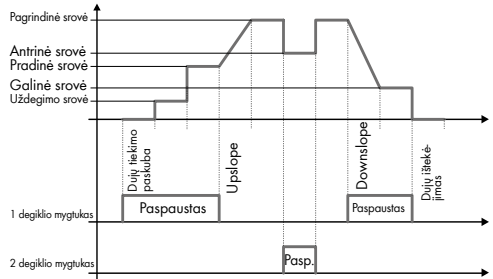 Pagrindinė srovė
Antrinė srovė
Pradinė srovė
Galinė srovė
Uždegimo srovė
Dujų tiekimo
paskuba
Upslope
Downslope
Dujų ištekė-
jimas
1 degiklio mygtukas
Paspaustas
Paspaustas
2 degiklio mygtukas
Pasp.